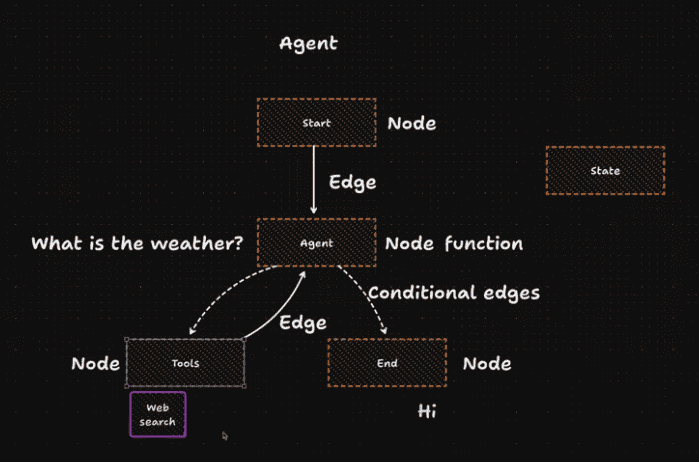 Agent
Start
Node
State
Edge
What is the weather?
Agent
Node function
Conditional edges
Edge
Node
Tools
End
Node
Web
search
Hi